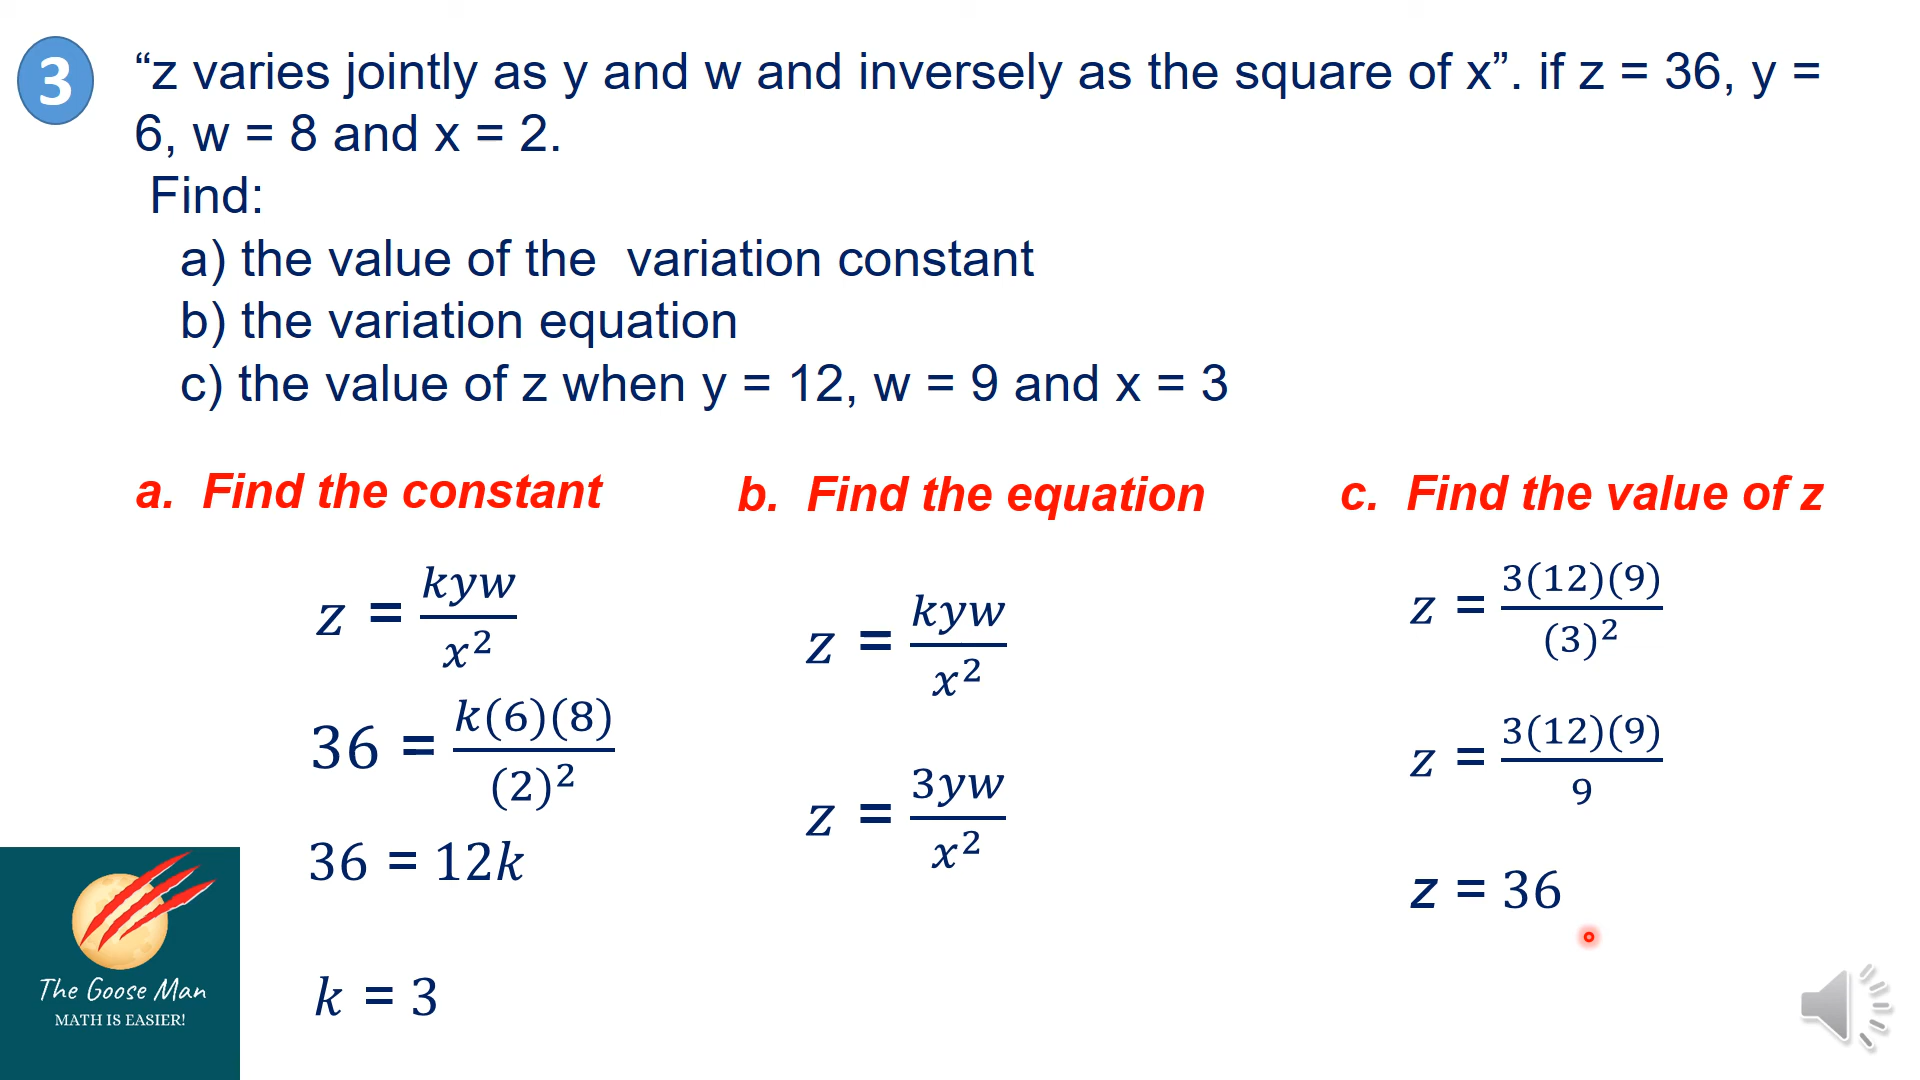 3
“z varies jointly as y and w and inversely as the square of x”. if z = 36, y =
6, w = 8 and x = 2.
Find:
a) the value of the  variation constant
b) the variation equation
c) the value of z when y = 12, w = 9 and x = 3
a. Find the constant
z = kyw / x²
36 = k(6)(8) / (2)²
36 = 12k
k = 3
b. Find the equation
z = kyw / x²
z = 3yw / x²
c. Find the value of z
z = 3(12)(9) / (3)²
z = 3(12)(9) / 9
z = 36
The Goose Man
MATH IS EASIER!